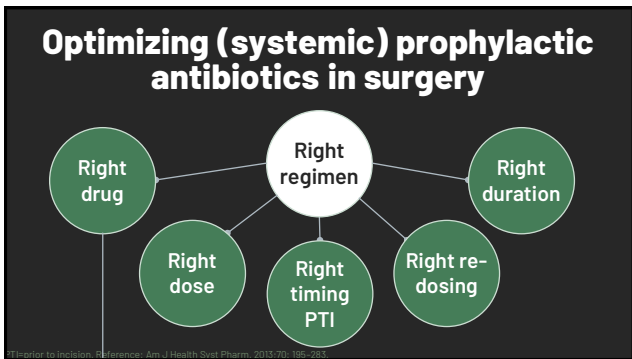 Optimizing (systemic) prophylactic
antibiotics in surgery
Right
drug
Right
regimen
Right
duration
Right
dose
Right
timing
PTI
Right re-
dosing
PTI=prior to incision. Reference: Am J Health Syst Pharm. 2013;70: 195-283.